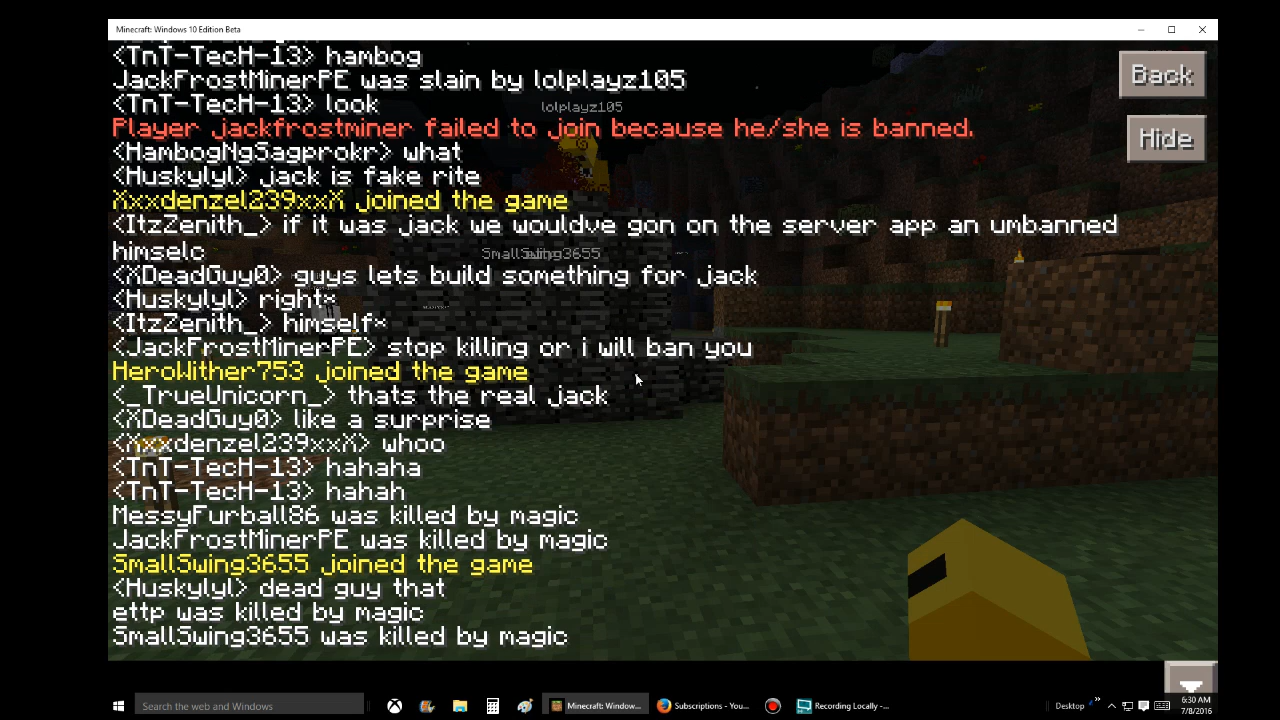 Minecraft: Windows 10 Edition Beta
<TnT-TecH-13> hambog
JackFrostMinerPE was slain by lolplayz105
<TnT-TecH-13> look
lolplayz105
Player jackfrostminer failed to join because he/she is banned.
<HambogNgSagprokr> what
<Huskylyl> jack is fake rite
Xxxdenzel239xxX joined the game
<ItzZenith_> if it was jack we wouldve gon on the server app an umbanned
himselc
SmallSwing3655
<XDeadGuy0> guys lets build something for jack
<Huskylyl> right*
<ItzZenith_> himself*
<JackFrostMinerPE> stop killing or i will ban you
HeroWither753 joined the game
<_TrueUnicorn_> thats the real jack
<XDeadGuy0> like a surprise
<Xxxdenzel239xxX> whoo
<TnT-TecH-13> hahaha
<TnT-TecH-13> hahah
MessyFurball86 was killed by magic
JackFrostMinerPE was killed by magic
SmallSwing3655 joined the game
<Huskylyl> dead guy that
ettp was killed by magic
SmallSwing3655 was killed by magic
Back
Hide
Search the web and Windows
Minecraft: Window...
Subscriptions - You...
Recording Locally -...
Desktop
6:30 AM
7/8/2016